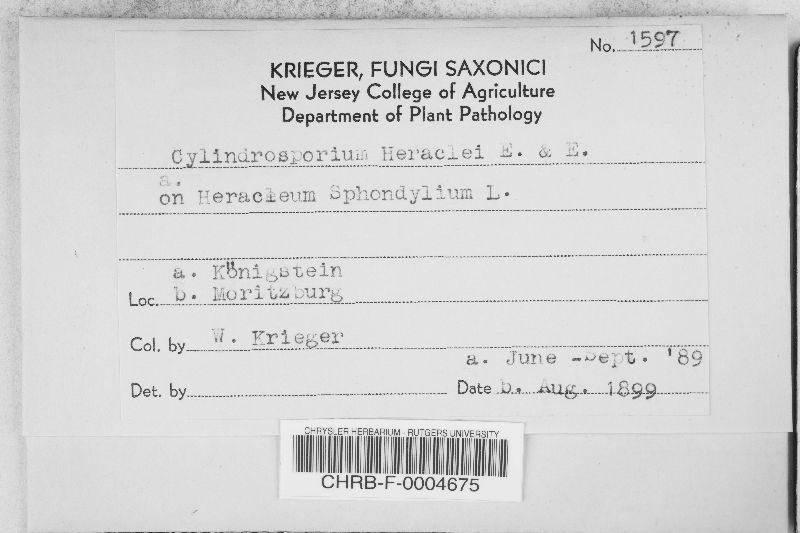 No. 1597
KRIEGER, FUNGI SAXONICI
New Jersey College of Agriculture
Department of Plant Pathology
Cylindrosporium Heraclei E. & E.
a.
on Heracleum Sphondylium L.
a. Königstein
Loc. b. Moritzburg
Col. by W. Krieger
a. June -Sept. '89
Det. by Date b. Aug. 1899
CHRYSLER HERBARIUM - RUTGERS UNIVERSITY
CHRB-F-0004675